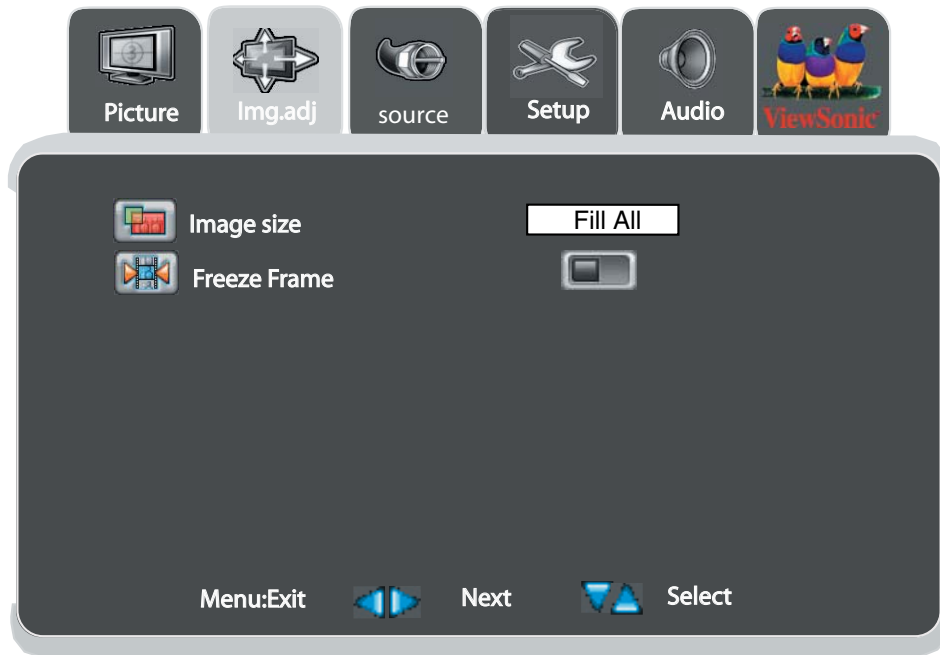 Picture
Img.adj
source
Setup
Audio
ViewSonic
Image size
Fill All
Freeze Frame
Menu:Exit
Next
Select